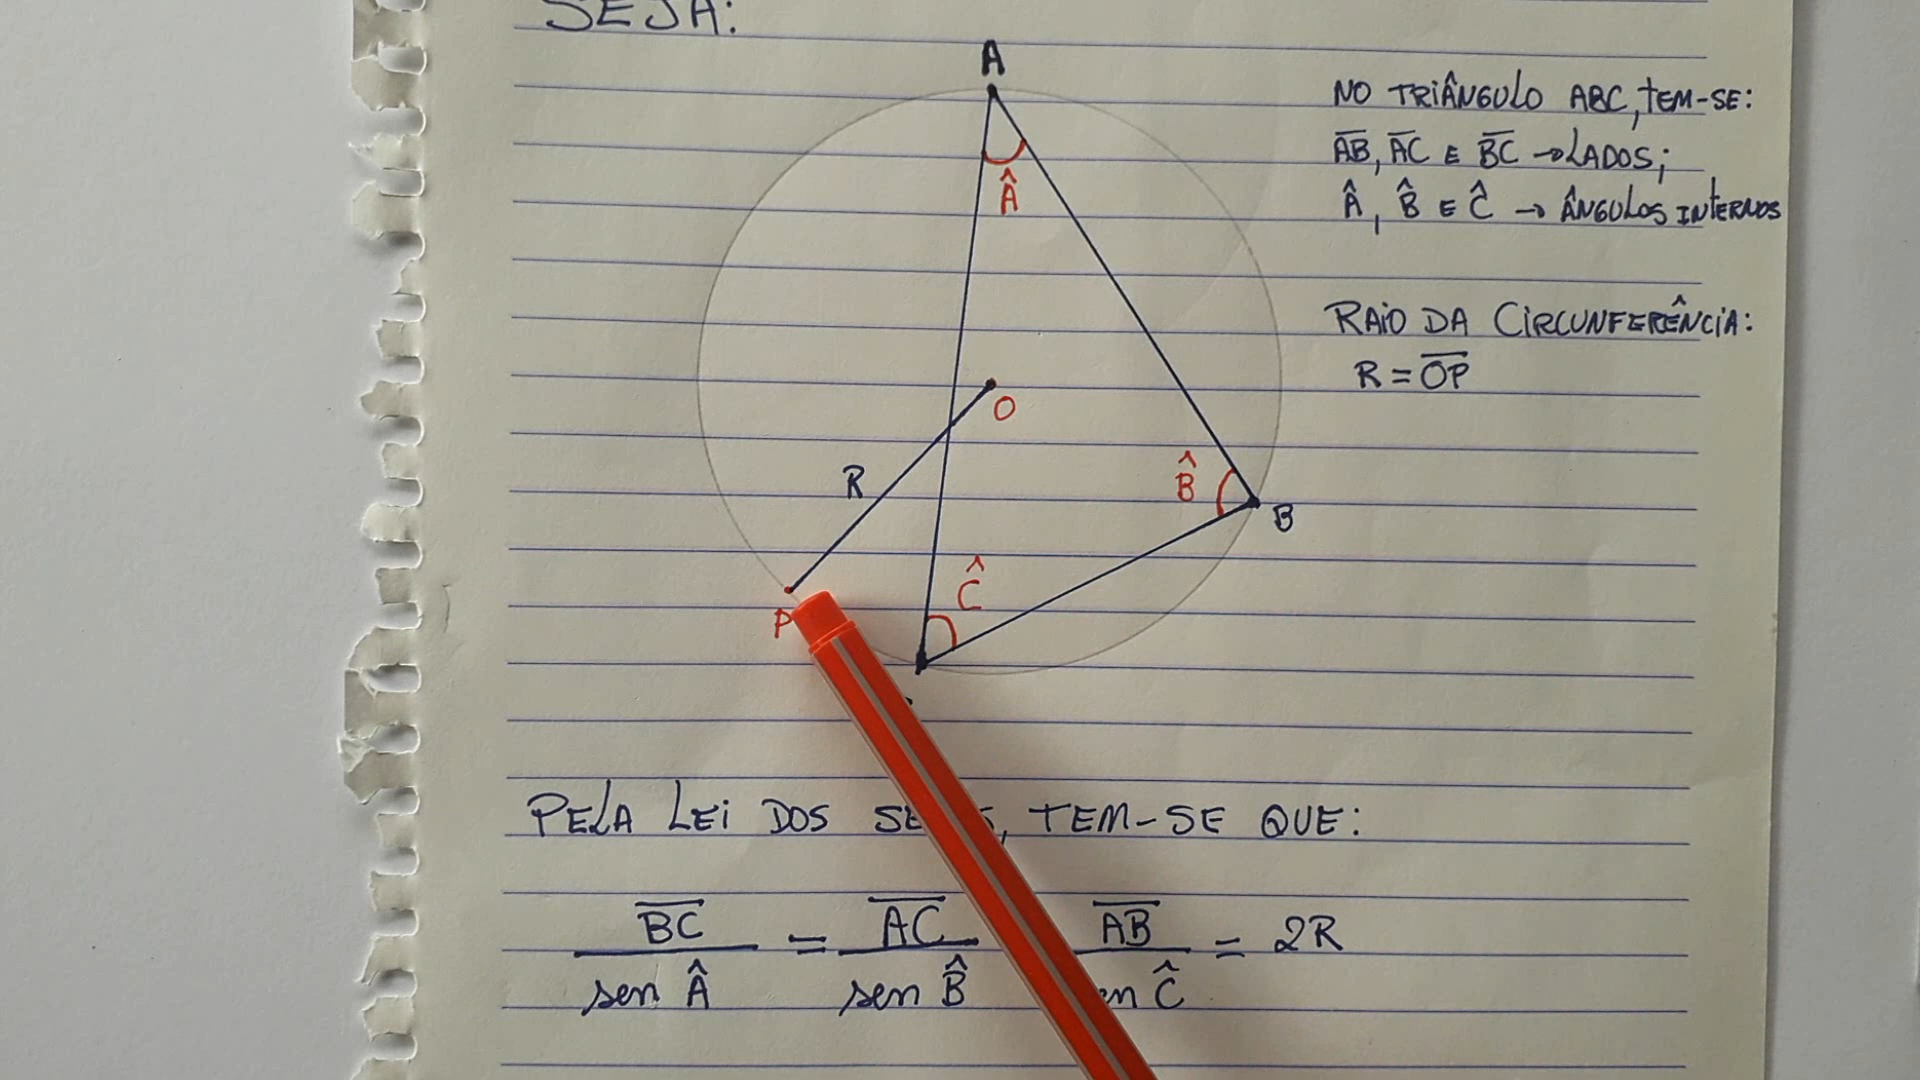 SEJA:
A
NO TRIÂNGULO ABC, TEM-SE:
AB, AC E BC → LADOS;
Â, B̂ E Ĉ → ÂNGULOS INTERNOS
Â
RAIO DA CIRCUNFERÊNCIA:
R = OP
O
R
B̂
B
Ĉ
P
PELA LEI DOS TEM-SE QUE:
BC = AC AB = 2R
sen Â sen B̂ Ĉ